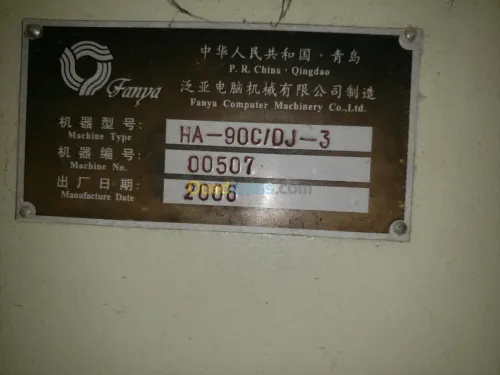 Fanya
中华人民共和国·青岛
P. R. China · Qingdao
泛亚电脑机械有限公司制造
Fanya Computer Machinery Co., Ltd.
机器型号:
Machine Type
HA-90C/DJ-3
机器编号:
Machine No.
00507
出厂日期:
Manufacture Date
2006